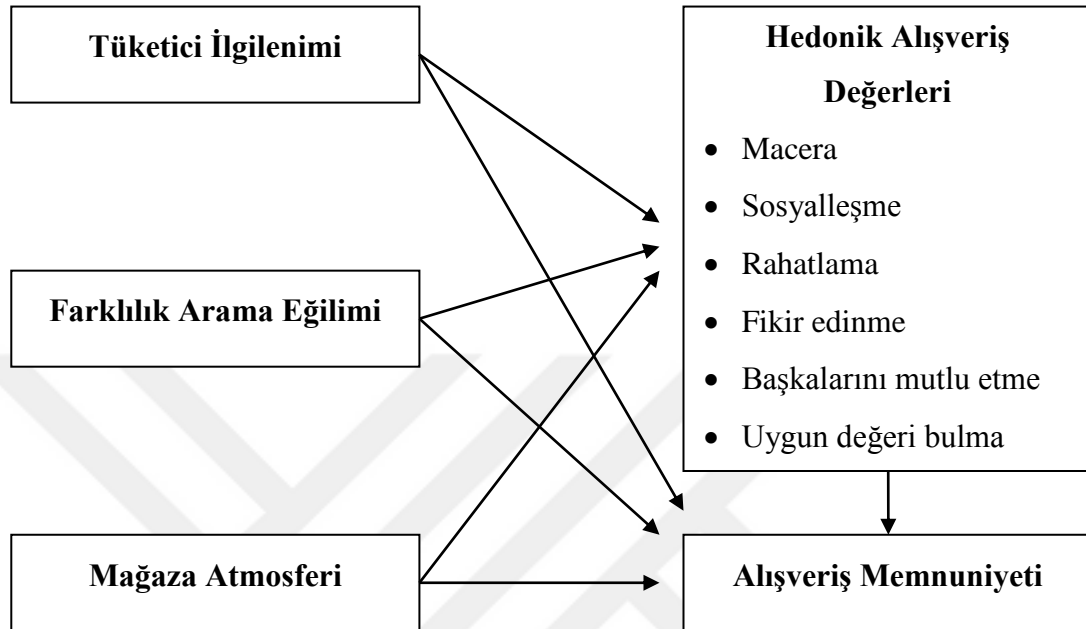 Tüketici İlgilenimi
Farklılık Arama Eğilimi
Mağaza Atmosferi
Hedonik Alışveriş
Değerleri
• Macera
• Sosyalleşme
• Rahatlama
• Fikir edinme
• Başkalarını mutlu etme
• Uygun değeri bulma
Alışveriş Memnuniyeti